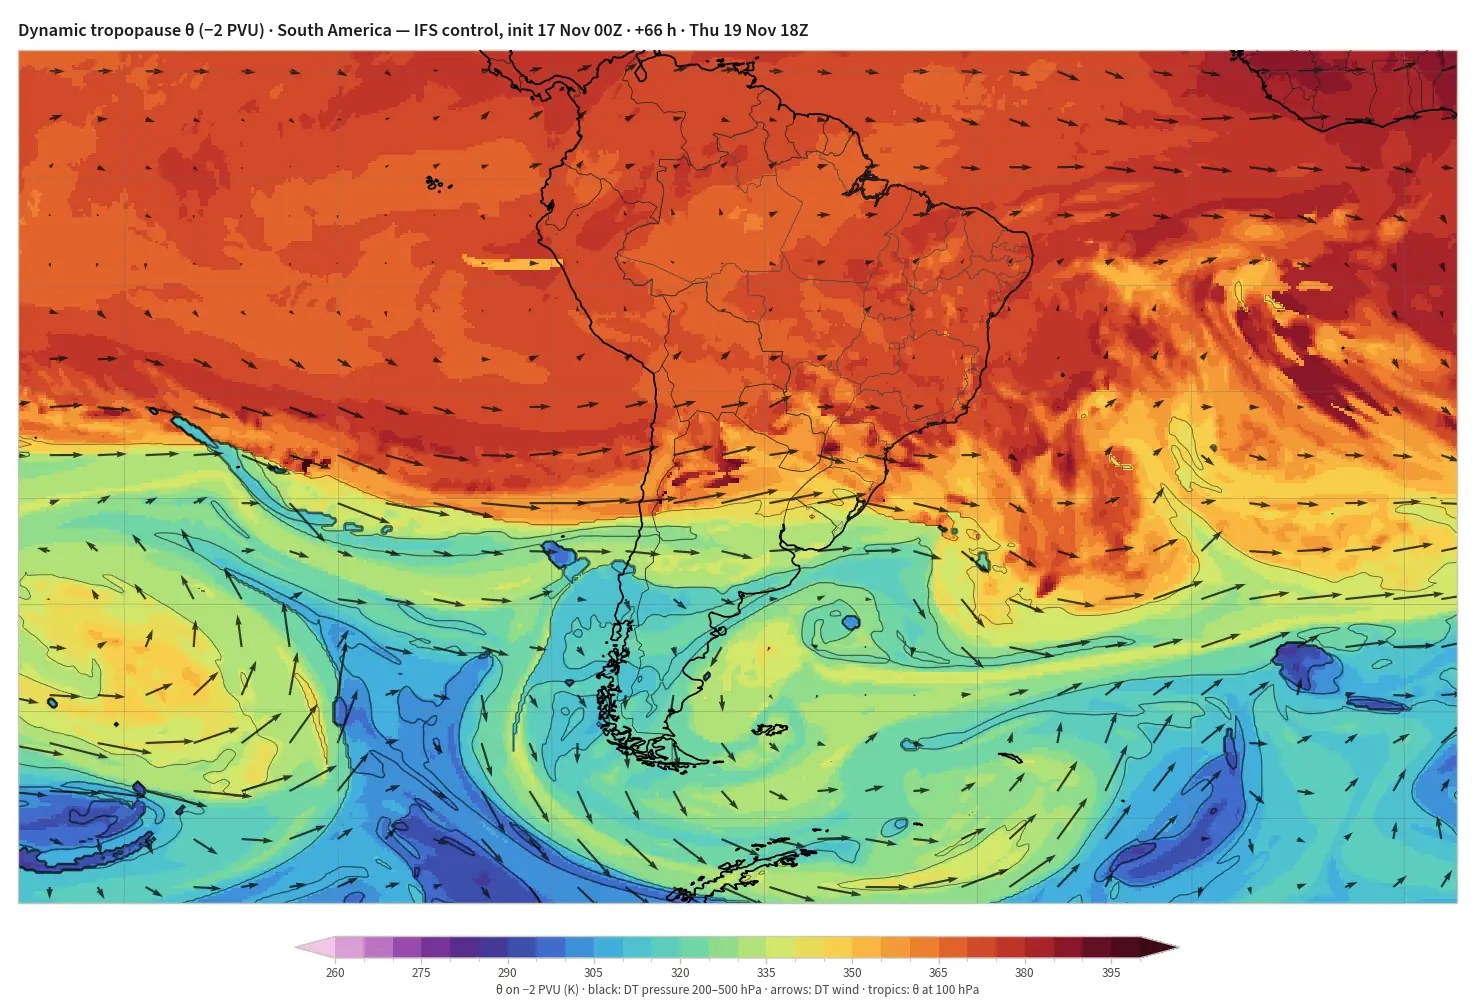 Dynamic tropopause θ (−2 PVU) · South America — IFS control, init 17 Nov 00Z · +66 h · Thu 19 Nov 18Z
260 275 290 305 320 335 350 365 380 395
θ on −2 PVU (K) · black: DT pressure 200–500 hPa · arrows: DT wind · tropics: θ at 100 hPa